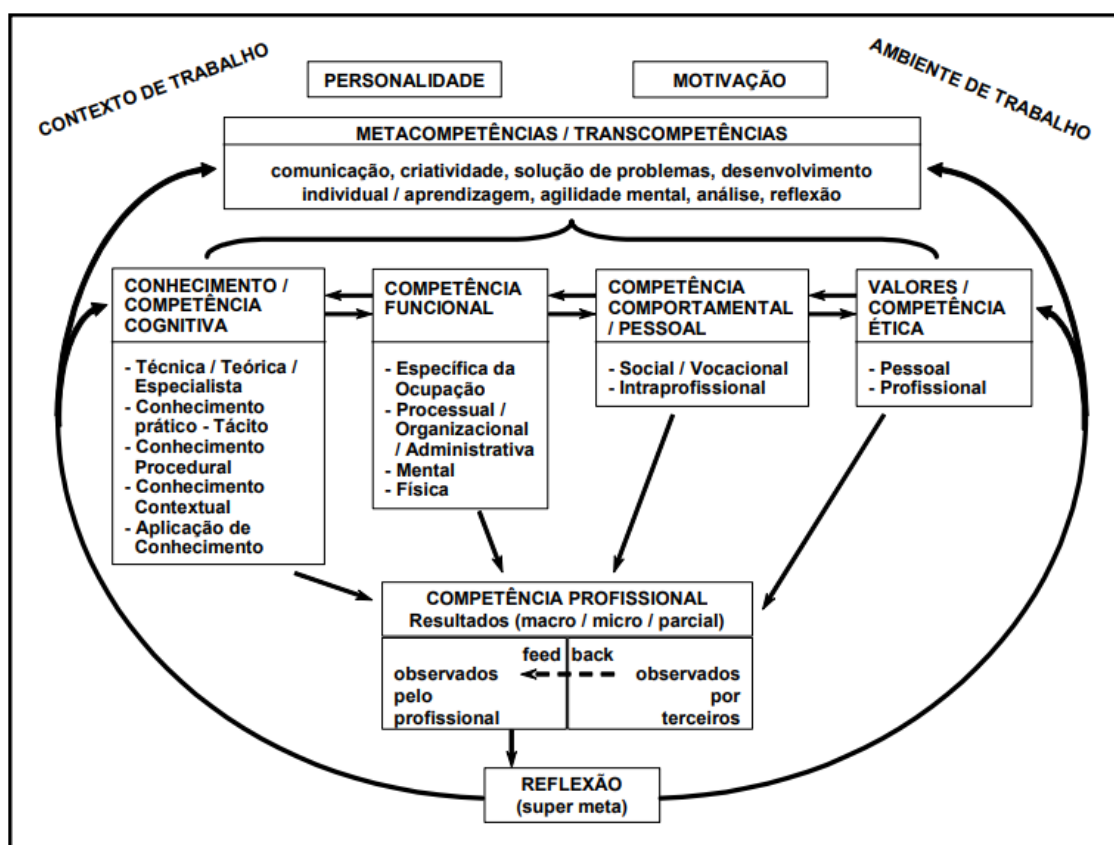 CONTEXTO DE TRABALHO
PERSONALIDADE
MOTIVAÇÃO
AMBIENTE DE TRABALHO
METACOMPETÊNCIAS / TRANSCOMPETÊNCIAS
comunicação, criatividade, solução de problemas, desenvolvimento
individual / aprendizagem, agilidade mental, análise, reflexão
CONHECIMENTO /
COMPETÊNCIA
COGNITIVA
- Técnica / Teórica /
Especialista
- Conhecimento
prático - Tácito
- Conhecimento
Procedural
- Conhecimento
Contextual
- Aplicação de
Conhecimento
COMPETÊNCIA
FUNCIONAL
- Específica da
Ocupação
- Processual /
Organizacional
/ Administrativa
- Mental
- Física
COMPETÊNCIA
COMPORTAMENTAL
/ PESSOAL
- Social / Vocacional
- Intraprofissional
VALORES /
COMPETÊNCIA
ÉTICA
- Pessoal
- Profissional
COMPETÊNCIA PROFISSIONAL
Resultados (macro / micro / parcial)
feed back
observados
pelo
profissional
observados
por
terceiros
REFLEXÃO
(super meta)